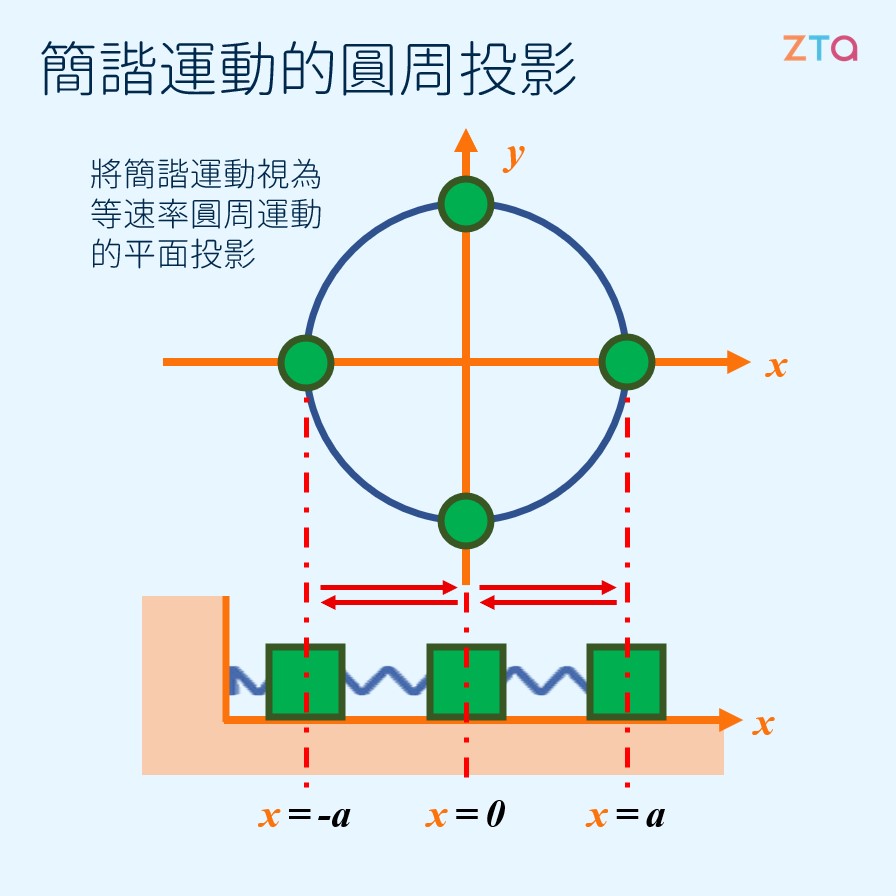 簡諧運動的圓周投影
ZTA
將簡諧運動視為
等速率圓周運動
的平面投影
y
x
x
x = -a
x = 0
x = a